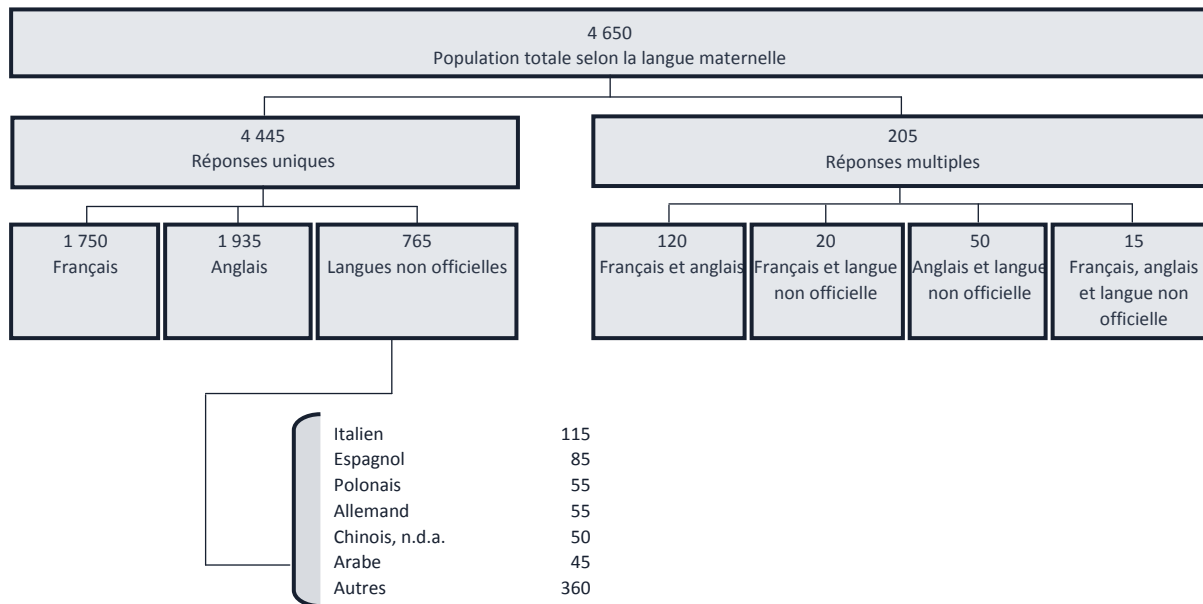 4 650
Population totale selon la langue maternelle
4 445
Réponses uniques
205
Réponses multiples
1 750
Français
1 935
Anglais
765
Langues non officielles
120
Français et anglais
20
Français et langue
non officielle
50
Anglais et langue
non officielle
15
Français, anglais
et langue non
officielle
Italien 115
Espagnol 85
Polonais 55
Allemand 55
Chinois, n.d.a. 50
Arabe 45
Autres 360